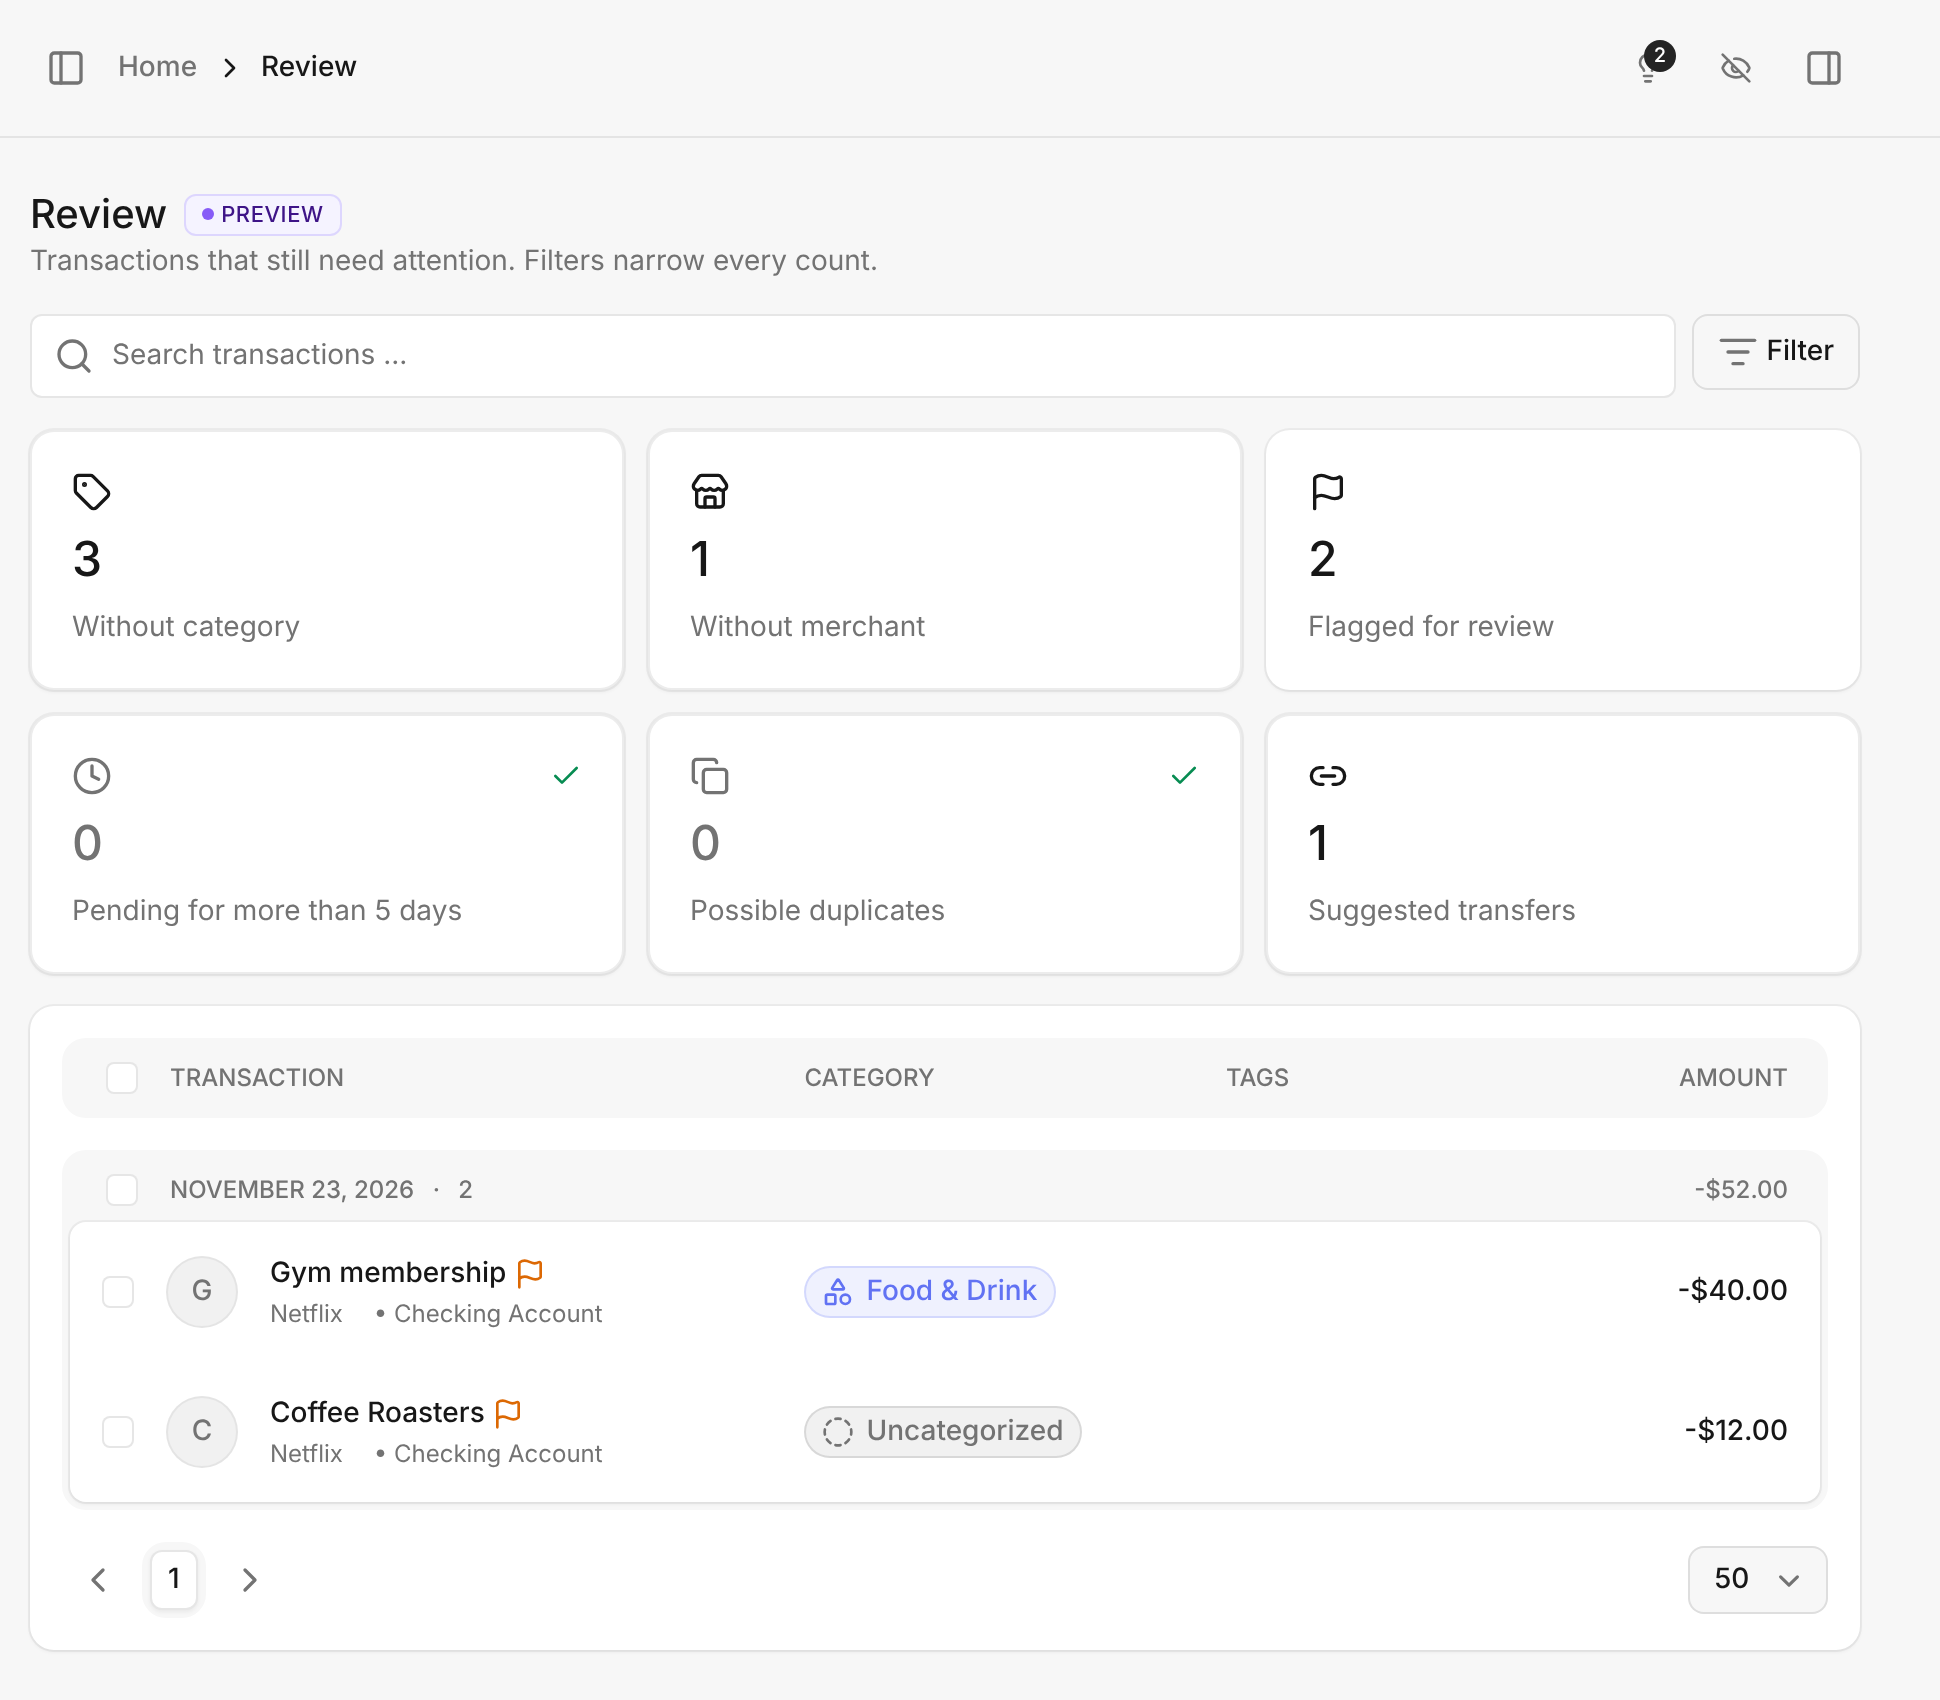 Home > Review
2
Review
PREVIEW
Transactions that still need attention. Filters narrow every count.
Search transactions ...
Filter
3
Without category
1
Without merchant
2
Flagged for review
0
Pending for more than 5 days
0
Possible duplicates
1
Suggested transfers
TRANSACTION CATEGORY TAGS AMOUNT
NOVEMBER 23, 2026 · 2 -$52.00
G
Gym membership
Netflix • Checking Account
Food & Drink
-$40.00
C
Coffee Roasters
Netflix • Checking Account
Uncategorized
-$12.00
1
50